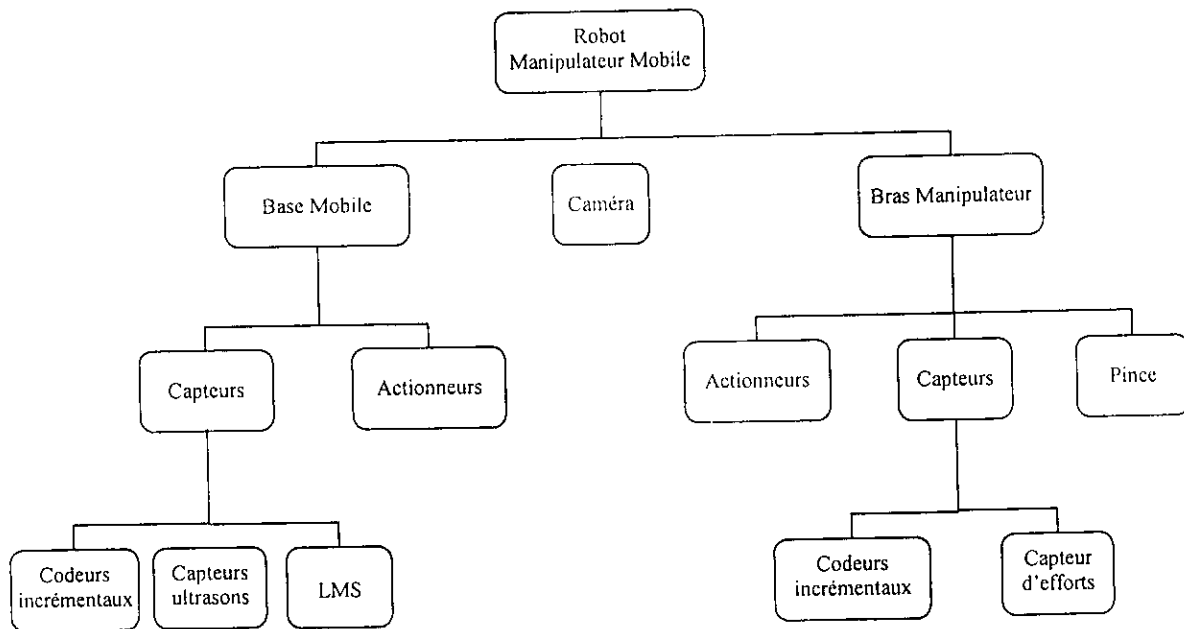 Robot
Manipulateur Mobile
Base Mobile
Caméra
Bras Manipulateur
Capteurs
Actionneurs
Actionneurs
Capteurs
Pince
Codeurs
incrémentaux
Capteurs
ultrasons
LMS
Codeurs
incrémentaux
Capteur
d'efforts